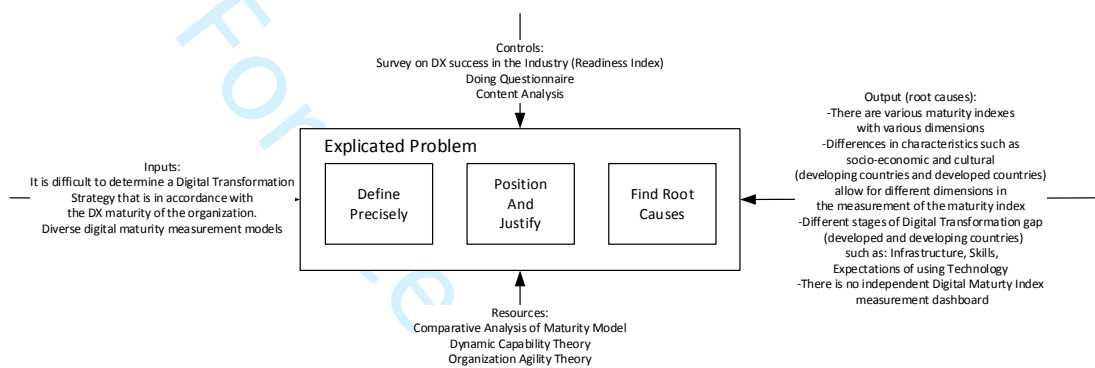 For
e
Controls:
Survey on DX success in the Industry (Readiness Index)
Doing Questionnaire
Content Analysis
Inputs:
It is difficult to determine a Digital Transformation
Strategy that is in accordance with
the DX maturity of the organization.
Diverse digital maturity measurement models
Explicated Problem
Define
Precisely
Position
And
Justify
Find Root
Causes
Output (root causes):
-There are various maturity indexes
with various dimensions
-Differences in characteristics such as
socio-economic and cultural
(developing countries and developed countries)
allow for different dimensions in
the measurement of the maturity index
-Different stages of Digital Transformation gap
(developed and developing countries)
such as: Infrastructure, Skills,
Expectations of using Technology
-There is no independent Digital Maturty Index
measurement dashboard
Resources:
Comparative Analysis of Maturity Model
Dynamic Capability Theory
Organization Agility Theory